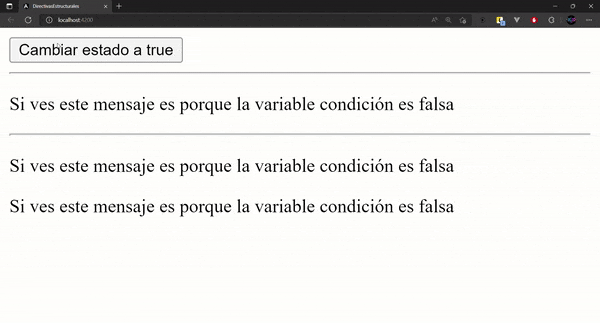 DirectivasEstructurales
localhost:4200
Cambiar estado a true
Si ves este mensaje es porque la variable condición es falsa
Si ves este mensaje es porque la variable condición es falsa
Si ves este mensaje es porque la variable condición es falsa